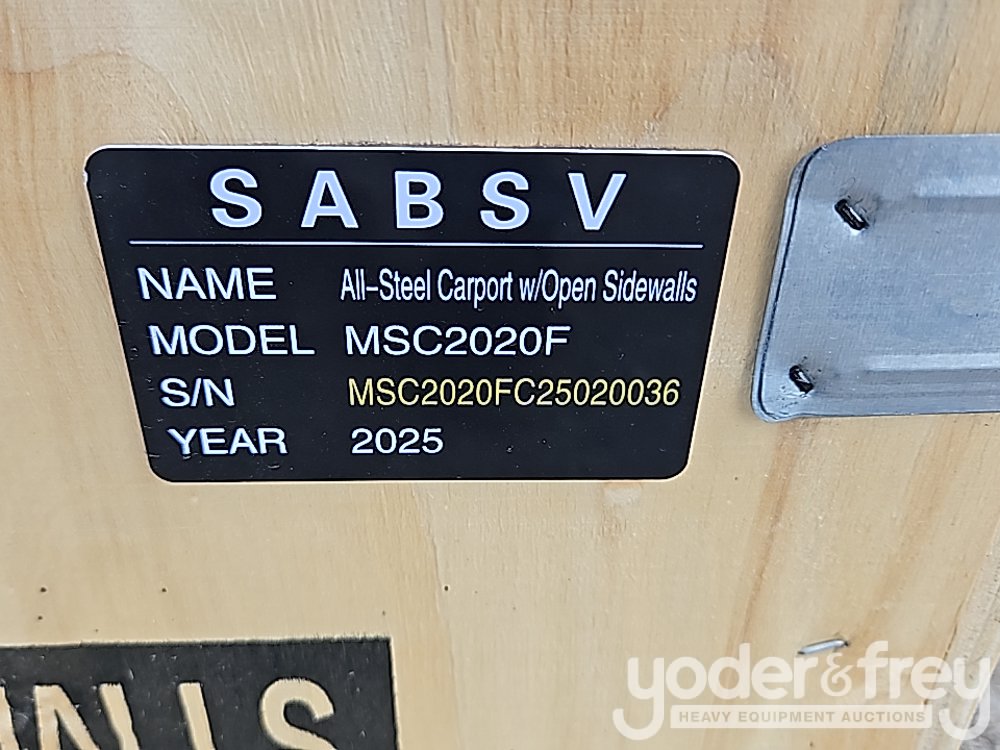 SABSV
NAME All-Steel Carport w/Open Sidewalls
MODEL MSC2020F
S/N MSC2020FC25020036
YEAR 2025
yoder&frey
HEAVY EQUIPMENT AUCTIONS